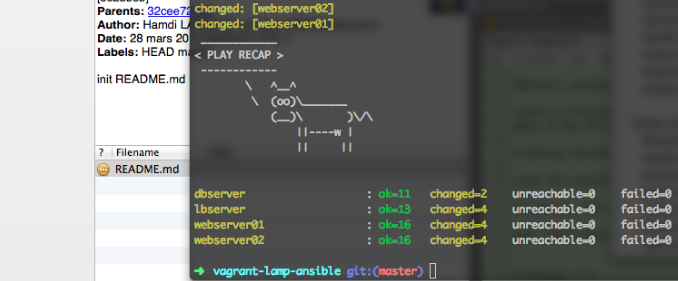 Parents: 32cee72
Author: Hamdi LA
Date: 28 mars 20
Labels: HEAD ma
init README.md
? Filename
README.md
changed: [webserver02]
changed: [webserver01]
____________
< PLAY RECAP >
------------
        \   ^__^
         \  (oo)\_______
            (__)\       )\/\
                ||----w |
                ||     ||
dbserver : ok=11 changed=2 unreachable=0 failed=0
lbserver : ok=13 changed=4 unreachable=0 failed=0
webserver01 : ok=16 changed=4 unreachable=0 failed=0
webserver02 : ok=16 changed=4 unreachable=0 failed=0
➜ vagrant-lamp-ansible git:(master)